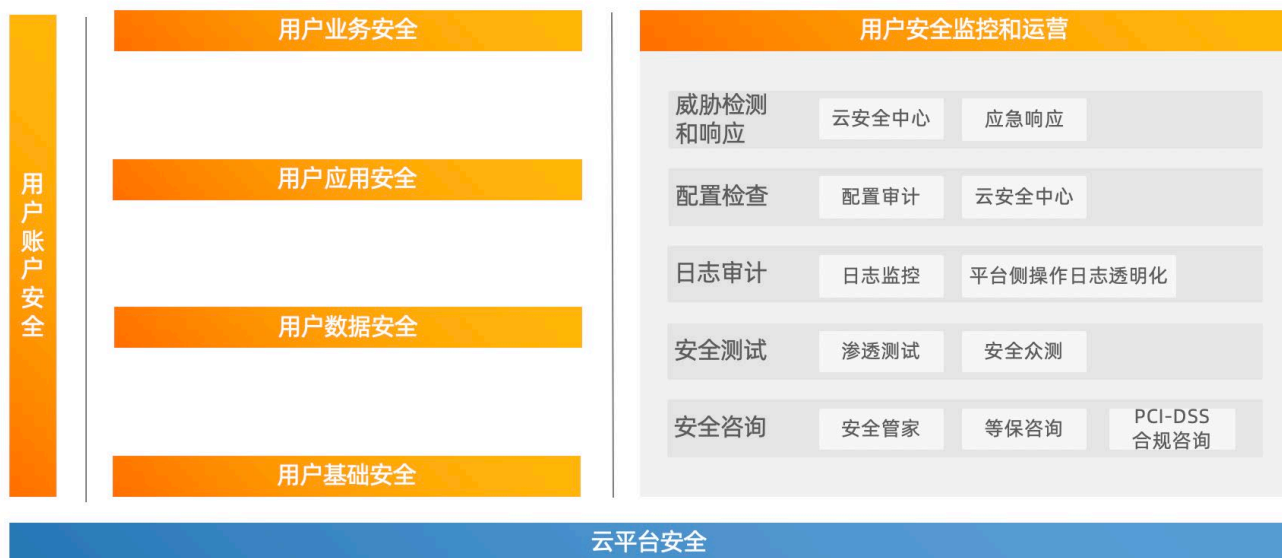 用户账户安全
用户业务安全
用户应用安全
用户数据安全
用户基础安全
用户安全监控和运营
威胁检测
和响应
云安全中心
应急响应
配置检查
配置审计
云安全中心
日志审计
日志监控
平台侧操作日志透明化
安全测试
渗透测试
安全众测
安全咨询
安全管家
等保咨询
PCI-DSS
合规咨询
云平台安全